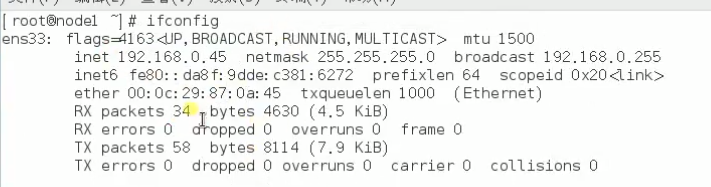 [root@node1 ~]# ifconfig
ens33: flags=4163<UP,BROADCAST,RUNNING,MULTICAST>  mtu 1500
        inet 192.168.0.45  netmask 255.255.255.0  broadcast 192.168.0.255
        inet6 fe80::da8f:9dde:c381:6272  prefixlen 64  scopeid 0x20<link>
        ether 00:0c:29:87:0a:45  txqueuelen 1000  (Ethernet)
        RX packets 34  bytes 4630 (4.5 KiB)
        RX errors 0  dropped 0  overruns 0  frame 0
        TX packets 58  bytes 8114 (7.9 KiB)
        TX errors 0  dropped 0 overruns 0  carrier 0  collisions 0